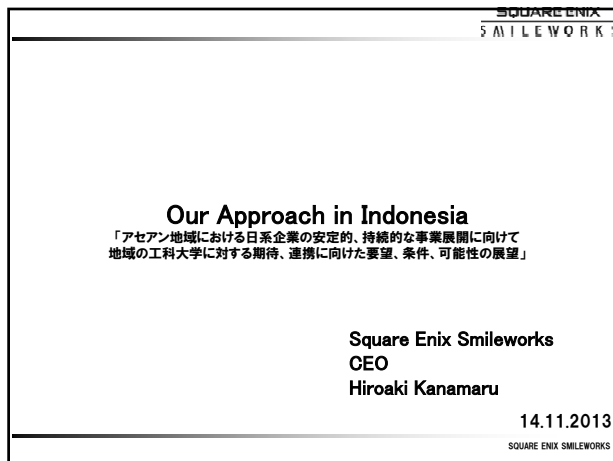 SQUARE ENIX
SMILEWORKS
Our Approach in Indonesia
「アセアン地域における日系企業の安定的、持続的な事業展開に向けて
地域の工科大学に対する期待、連携に向けた要望、条件、可能性の展望」
Square Enix Smileworks
CEO
Hiroaki Kanamaru
14.11.2013
SQUARE ENIX SMILEWORKS